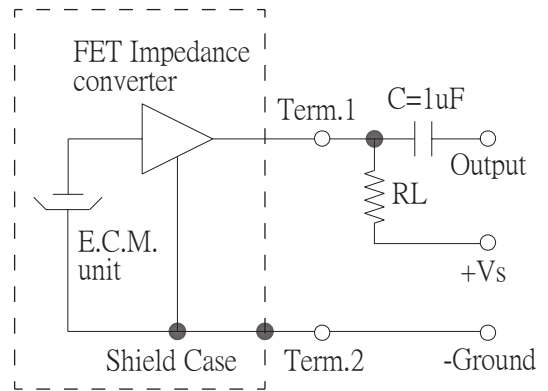 FET Impedance
converter
Term.1
C=1uF
Output
RL
+Vs
E.C.M.
unit
Shield Case
Term.2
-Ground